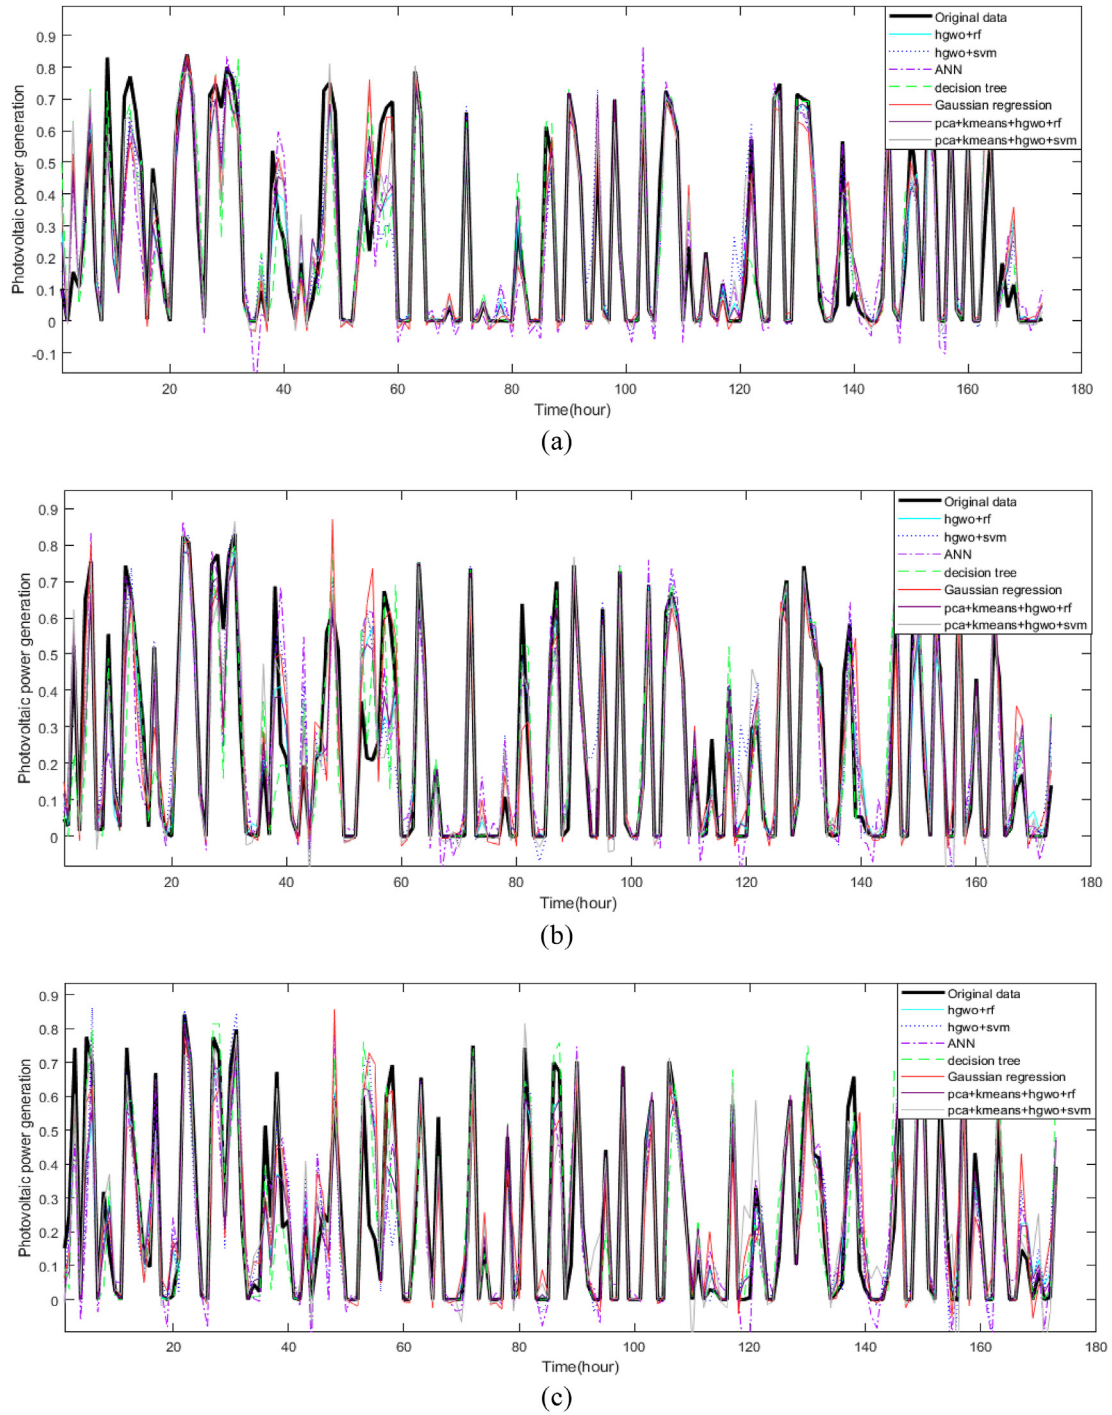 Original data
hgwo+rf
hgwo+svm
ANN
decision tree
Gaussian regression
pca+kmeans+hgwo+rf
pca+kmeans+hgwo+svm
Photovoltaic power generation
0.9
0.8
0.7
0.6
0.5
0.4
0.3
0.2
0.1
0
-0.1
20 40 60 80 100 120 140 160 180
Time(hour)
(a)
Original data
hgwo+rf
hgwo+svm
ANN
decision tree
Gaussian regression
pca+kmeans+hgwo+rf
pca+kmeans+hgwo+svm
Photovoltaic power generation
0.9
0.8
0.7
0.6
0.5
0.4
0.3
0.2
0.1
0
20 40 60 80 100 120 140 160 180
Time(hour)
(b)
Original data
hgwo+rf
hgwo+svm
ANN
decision tree
Gaussian regression
pca+kmeans+hgwo+rf
pca+kmeans+hgwo+svm
Photovoltaic power generation
0.9
0.8
0.7
0.6
0.5
0.4
0.3
0.2
0.1
0
20 40 60 80 100 120 140 160 180
Time(hour)
(c)